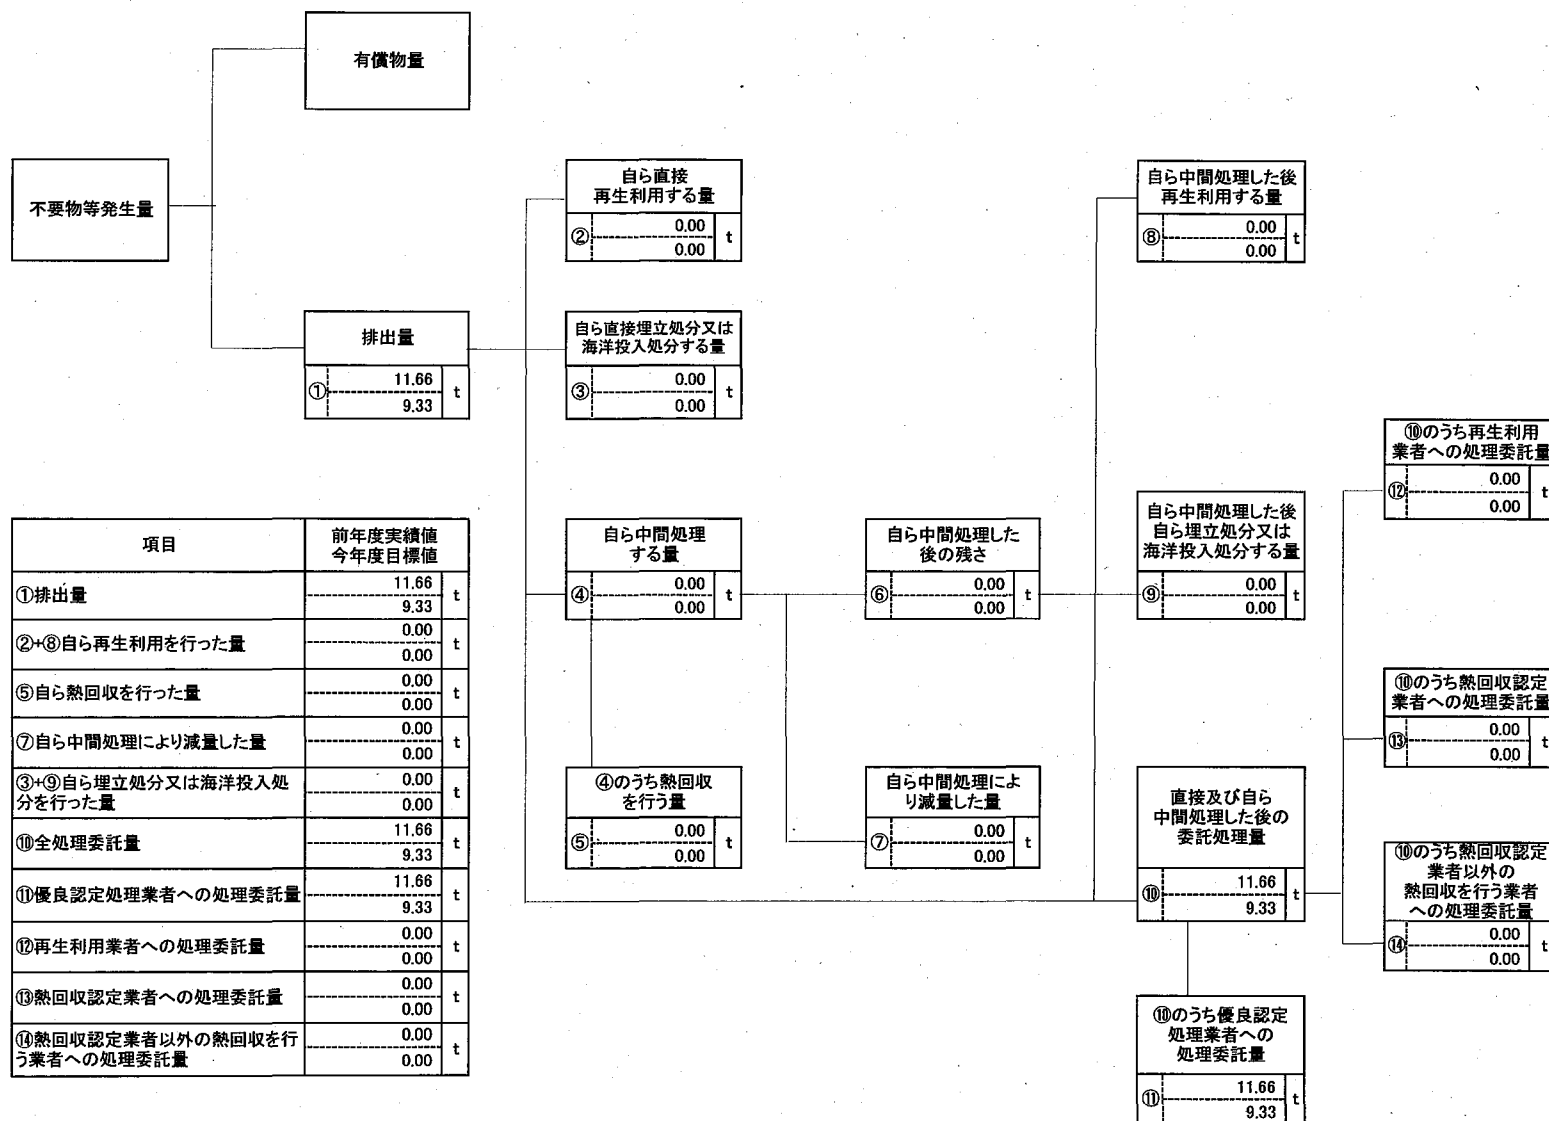 有償物量
不要物等発生量
自ら直接
再生利用する量
② 0.00 t
0.00
自ら中間処理した後
再生利用する量
⑧ 0.00 t
0.00
排出量
① 11.66 t
9.33
自ら直接埋立処分又は
海洋投入処分する量
③ 0.00 t
0.00
⑩のうち再生利用
業者への処理委託量
⑫ 0.00 t
0.00
自ら中間処理
する量
④ 0.00 t
0.00
自ら中間処理した
後の残さ
⑥ 0.00 t
0.00
自ら中間処理した後
自ら埋立処分又は
海洋投入処分する量
⑨ 0.00 t
0.00
⑩のうち熱回収認定
業者への処理委託量
⑬ 0.00 t
0.00
④のうち熱回収
を行う量
⑤ 0.00 t
0.00
自ら中間処理によ
り減量した量
⑦ 0.00 t
0.00
直接及び自ら
中間処理した後の
委託処理量
⑩ 11.66 t
9.33
⑩のうち熱回収認定
業者以外の
熱回収を行う業者
への処理委託量
⑭ 0.00 t
0.00
⑩のうち優良認定
処理業者への
処理委託量
⑪ 11.66 t
9.33
項目 前年度実績値
今年度目標値
①排出量 11.66 t
9.33
②+⑧自ら再生利用を行った量 0.00 t
0.00
⑤自ら熱回収を行った量 0.00 t
0.00
⑦自ら中間処理により減量した量 0.00 t
0.00
③+⑨自ら埋立処分又は海洋投入処 0.00 t
分を行った量 0.00
⑩全処理委託量 11.66 t
9.33
⑪優良認定処理業者への処理委託量 11.66 t
9.33
⑫再生利用業者への処理委託量 0.00 t
0.00
⑬熱回収認定業者への処理委託量 0.00 t
0.00
⑭熱回収認定業者以外の熱回収を行 0.00 t
う業者への処理委託量 0.00